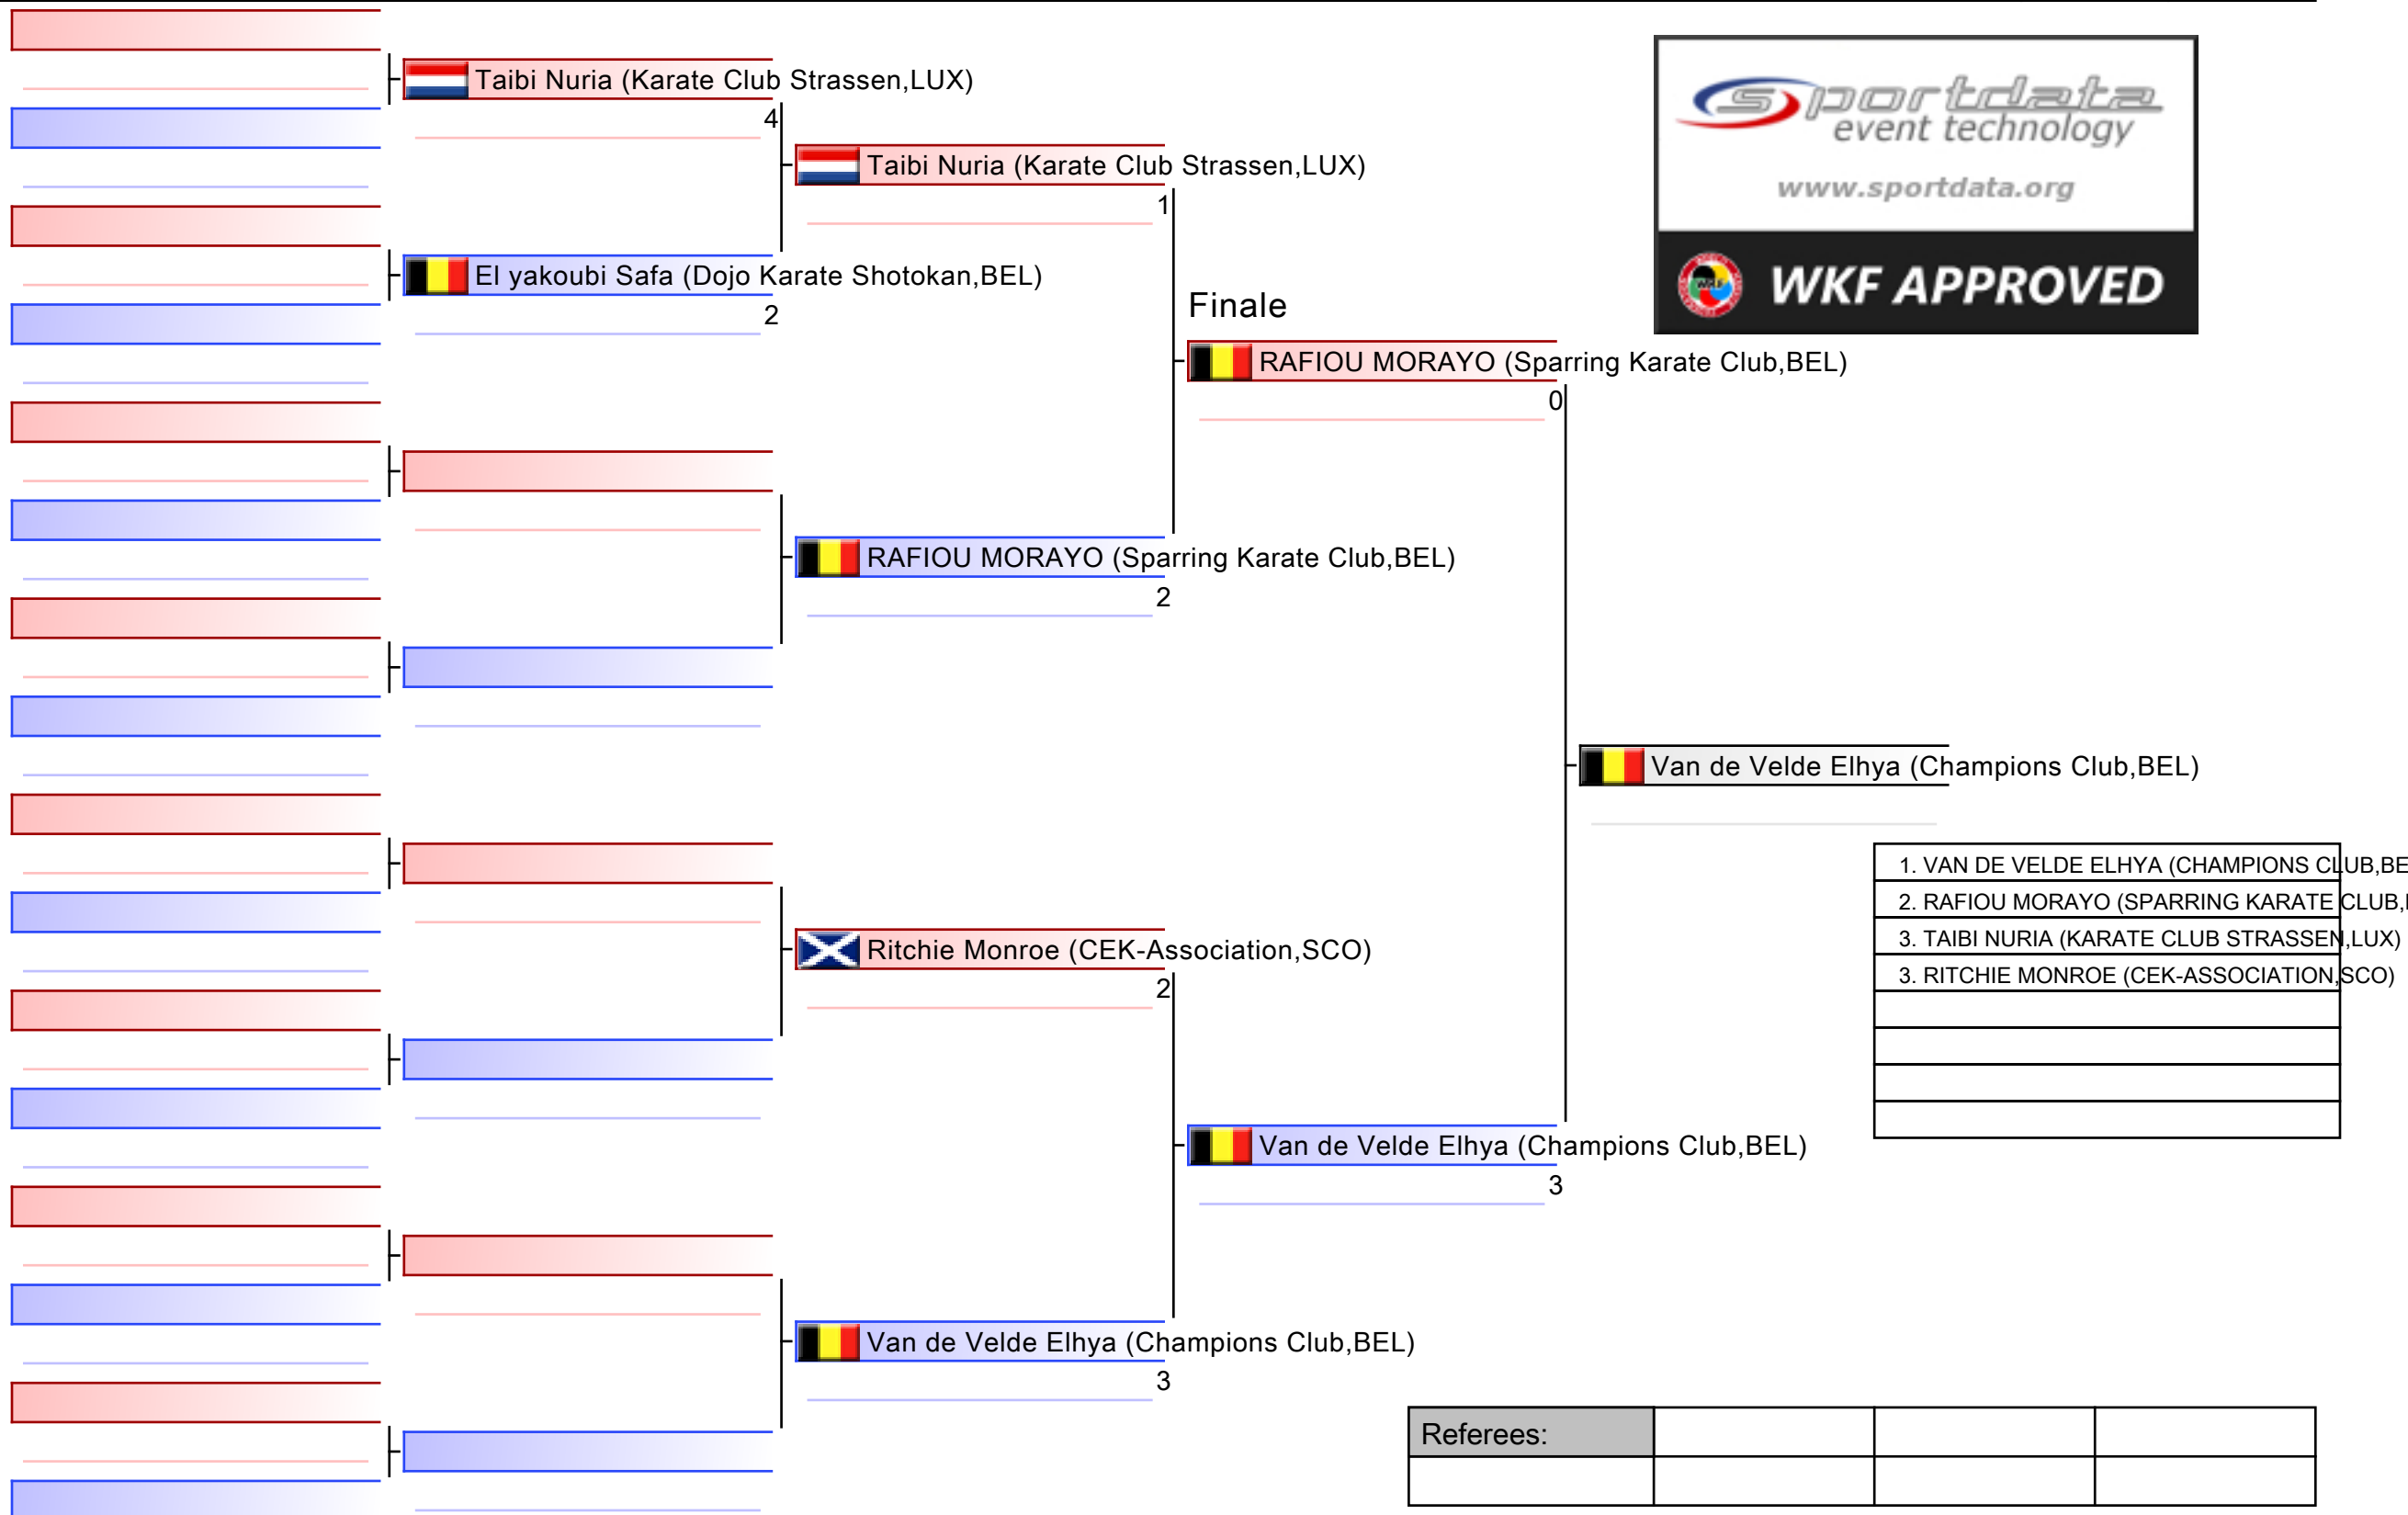 Taibi Nuria (Karate Club Strassen,LUX)
4
El yakoubi Safa (Dojo Karate Shotokan,BEL)
2
Taibi Nuria (Karate Club Strassen,LUX)
1
RAFIOU MORAYO (Sparring Karate Club,BEL)
2
Ritchie Monroe (CEK-Association,SCO)
2
Van de Velde Elhya (Champions Club,BEL)
3
Finale
RAFIOU MORAYO (Sparring Karate Club,BEL)
0
Van de Velde Elhya (Champions Club,BEL)
3
Van de Velde Elhya (Champions Club,BEL)
sportdata
event technology
www.sportdata.org
WKF APPROVED
1. VAN DE VELDE ELHYA (CHAMPIONS CLUB,BE
2. RAFIOU MORAYO (SPARRING KARATE CLUB,
3. TAIBI NURIA (KARATE CLUB STRASSEN,LUX)
3. RITCHIE MONROE (CEK-ASSOCIATION,SCO)
Referees: